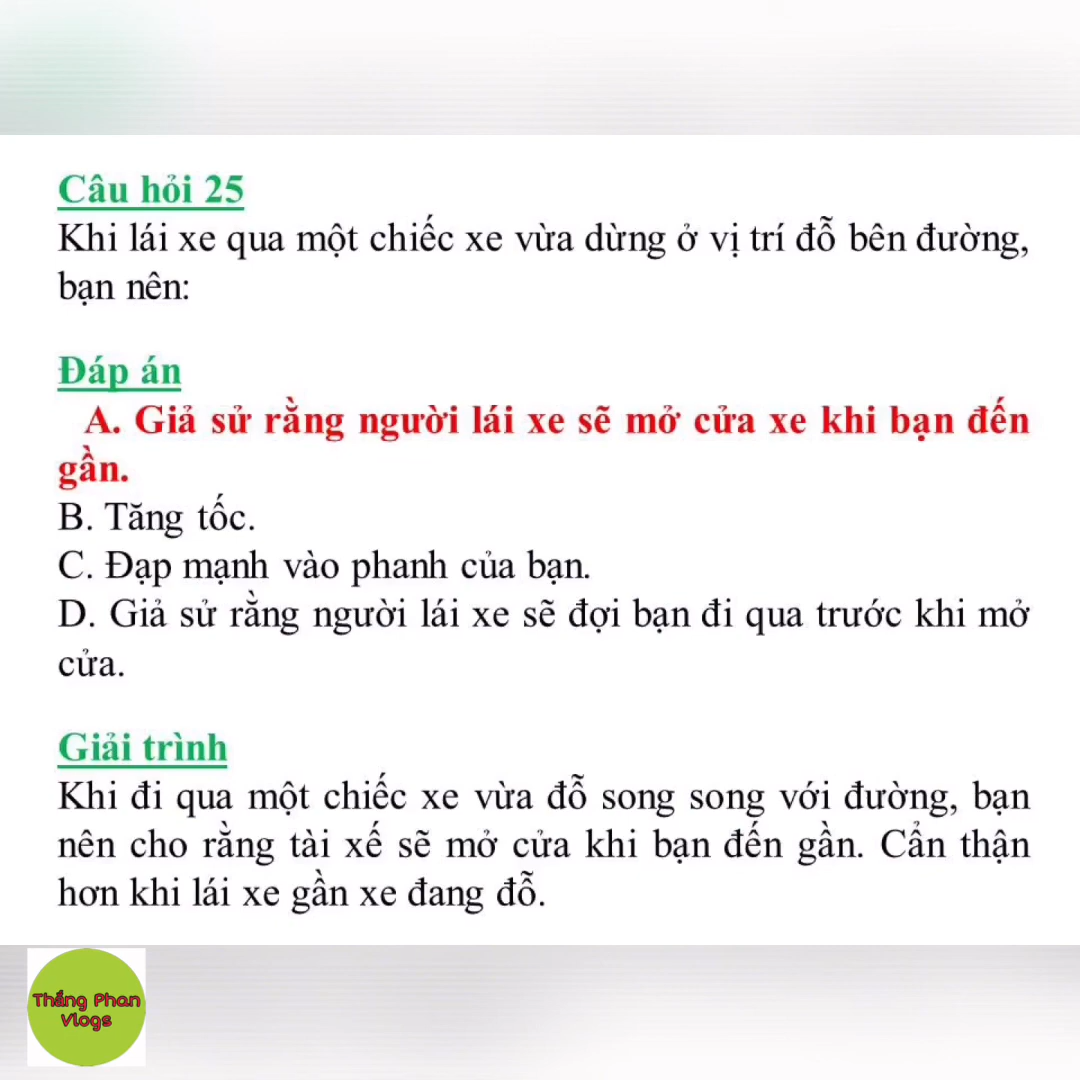 Câu hỏi 25
Khi lái xe qua một chiếc xe vừa dừng ở vị trí đỗ bên đường,
bạn nên:
Đáp án
A. Giả sử rằng người lái xe sẽ mở cửa xe khi bạn đến
gần.
B. Tăng tốc.
C. Đạp mạnh vào phanh của bạn.
D. Giả sử rằng người lái xe sẽ đợi bạn đi qua trước khi mở
cửa.
Giải trình
Khi đi qua một chiếc xe vừa đỗ song song với đường, bạn
nên cho rằng tài xế sẽ mở cửa khi bạn đến gần. Cẩn thận
hơn khi lái xe gần xe đang đỗ.
Thắng Phan
Vlogs